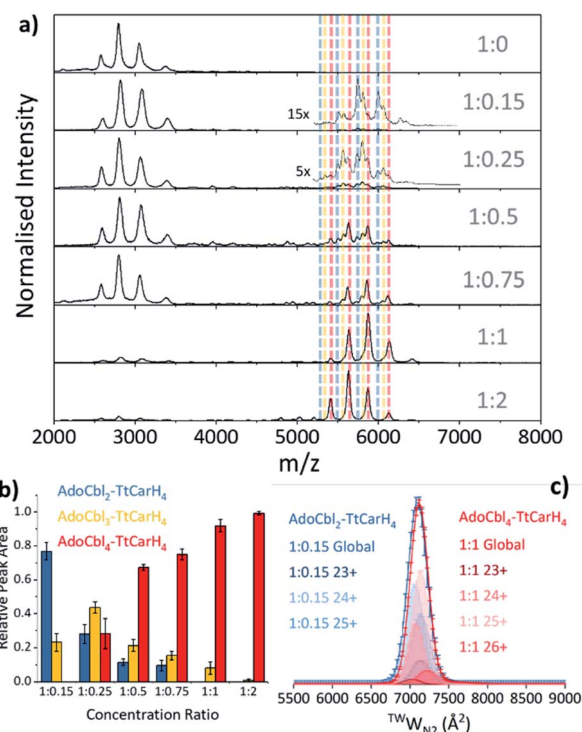 a)
Normalised Intensity
1:0
15x
1:0.15
5x
1:0.25
1:0.5
1:0.75
1:1
1:2
2000 3000 4000 5000 6000 7000 8000
m/z
b)
AdoCbl₂-TtCarH₄
AdoCbl₃-TtCarH₄
AdoCbl₄-TtCarH₄
Relative Peak Area
1.0
0.8
0.6
0.4
0.2
0.0
1:0.15 1:0.25 1:0.5 1:0.75 1:1 1:2
Concentration Ratio
c)
AdoCbl₂-TtCarH₄
1:0.15 Global
1:0.15 23+
1:0.15 24+
1:0.15 25+
AdoCbl₄-TtCarH₄
1:1 Global
1:1 23+
1:1 24+
1:1 25+
1:1 26+
5500 6000 6500 7000 7500 8000 8500 9000
ᵀᵂW_N2 (Å²)